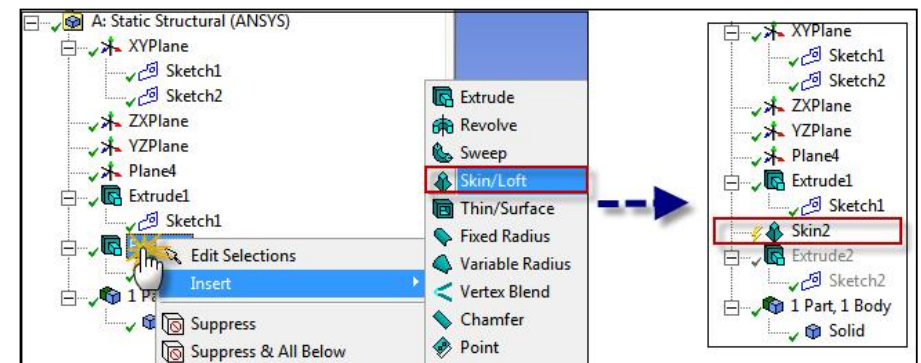 A: Static Structural (ANSYS)
XYPlane
Sketch1
Sketch2
ZXPlane
YZPlane
Plane4
Extrude1
Sketch1
1 Pa
Edit Selections
Insert
Suppress
Suppress & All Below
Extrude
Revolve
Sweep
Skin/Loft
Thin/Surface
Fixed Radius
Variable Radius
Vertex Blend
Chamfer
Point
XYPlane
Sketch1
Sketch2
ZXPlane
YZPlane
Plane4
Extrude1
Sketch1
Skin2
Extrude2
Sketch2
1 Part, 1 Body
Solid